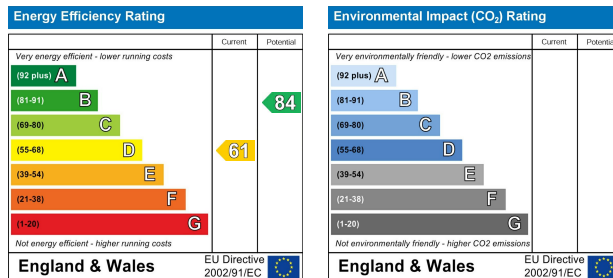 Energy Efficiency Rating
Current Potential
Very energy efficient - lower running costs
(92 plus) A
(81-91) B
84
(69-80) C
(55-68) D
61
(39-54) E
(21-38) F
(1-20) G
Not energy efficient - higher running costs
England & Wales
EU Directive
2002/91/EC
Environmental Impact (CO₂) Rating
Current Potential
Very environmentally friendly - lower CO2 emissions
(92 plus) A
(81-91) B
(69-80) C
(55-68) D
(39-54) E
(21-38) F
(1-20) G
Not environmentally friendly - higher CO2 emissions
England & Wales
EU Directive
2002/91/EC